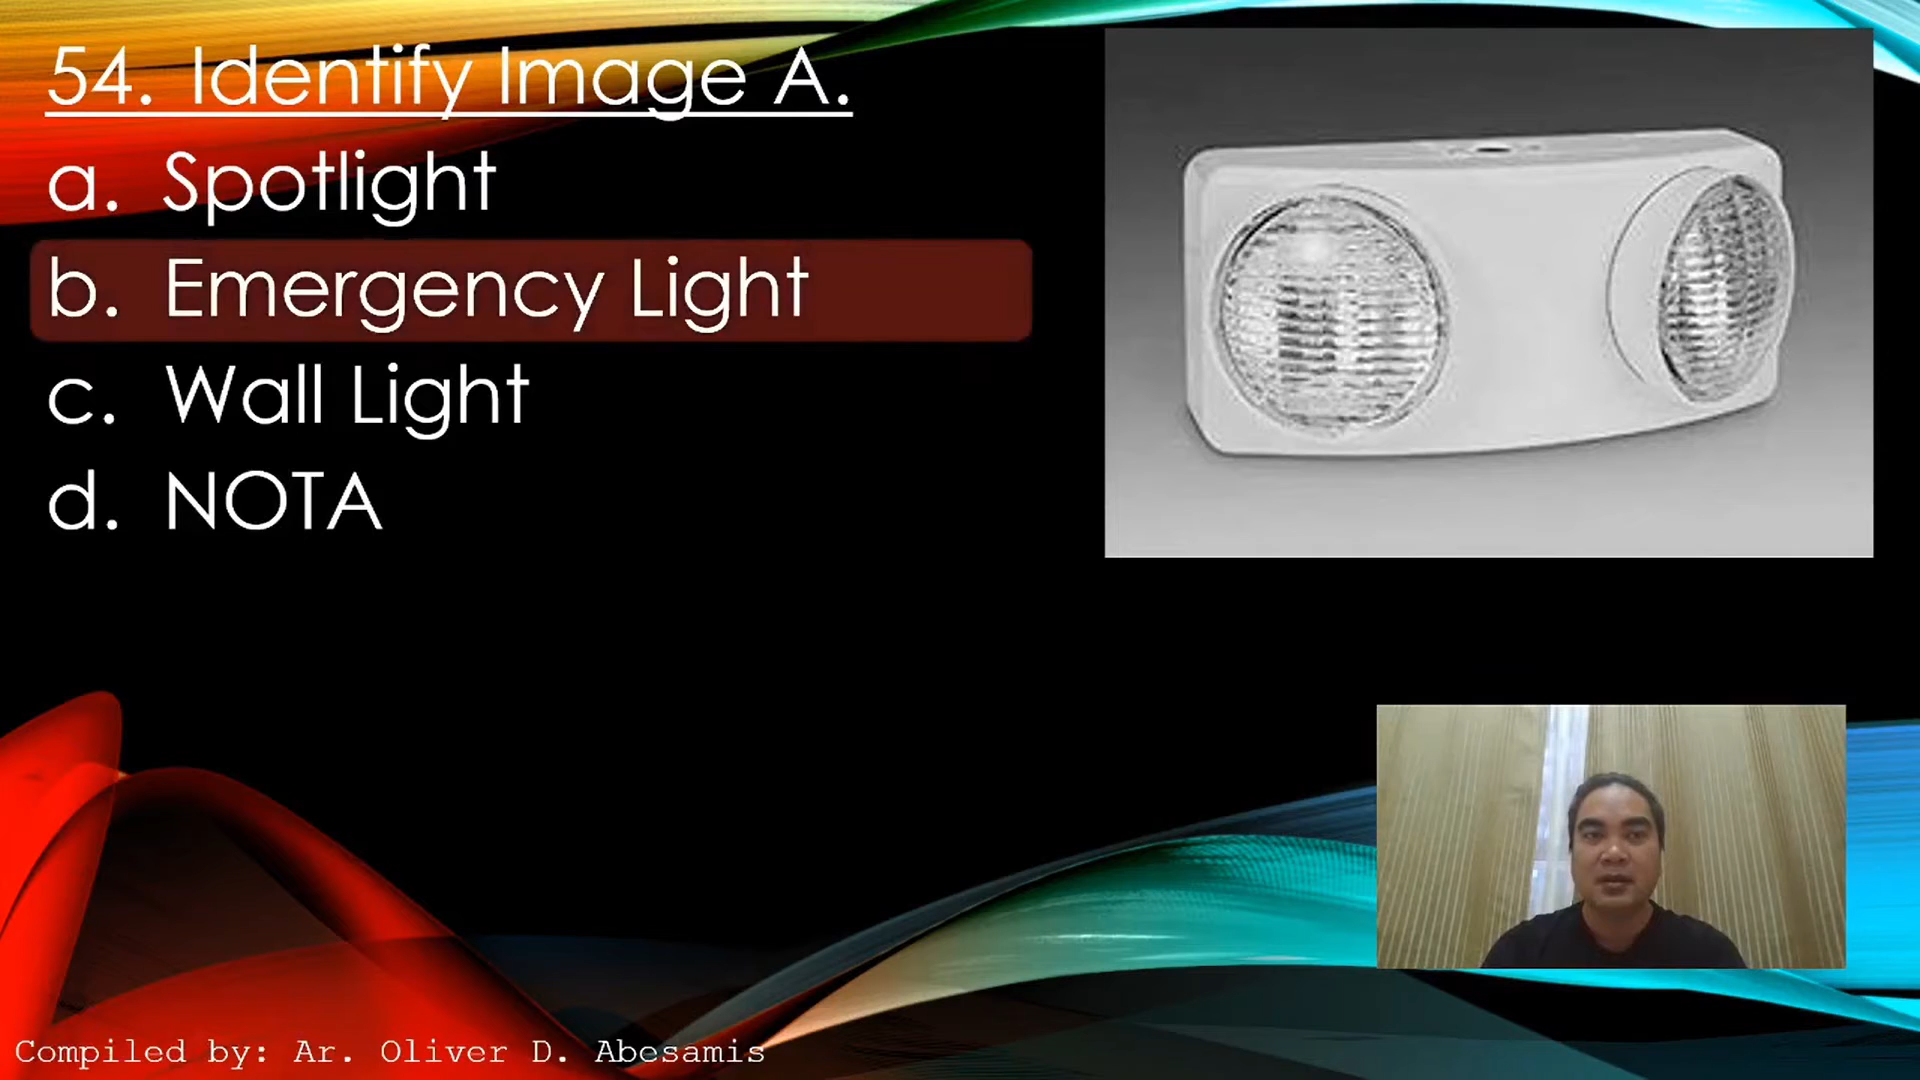 54. Identify Image A.
a. Spotlight
b. Emergency Light
c. Wall Light
d. NOTA
Compiled by: Ar. Oliver D. Abesamis